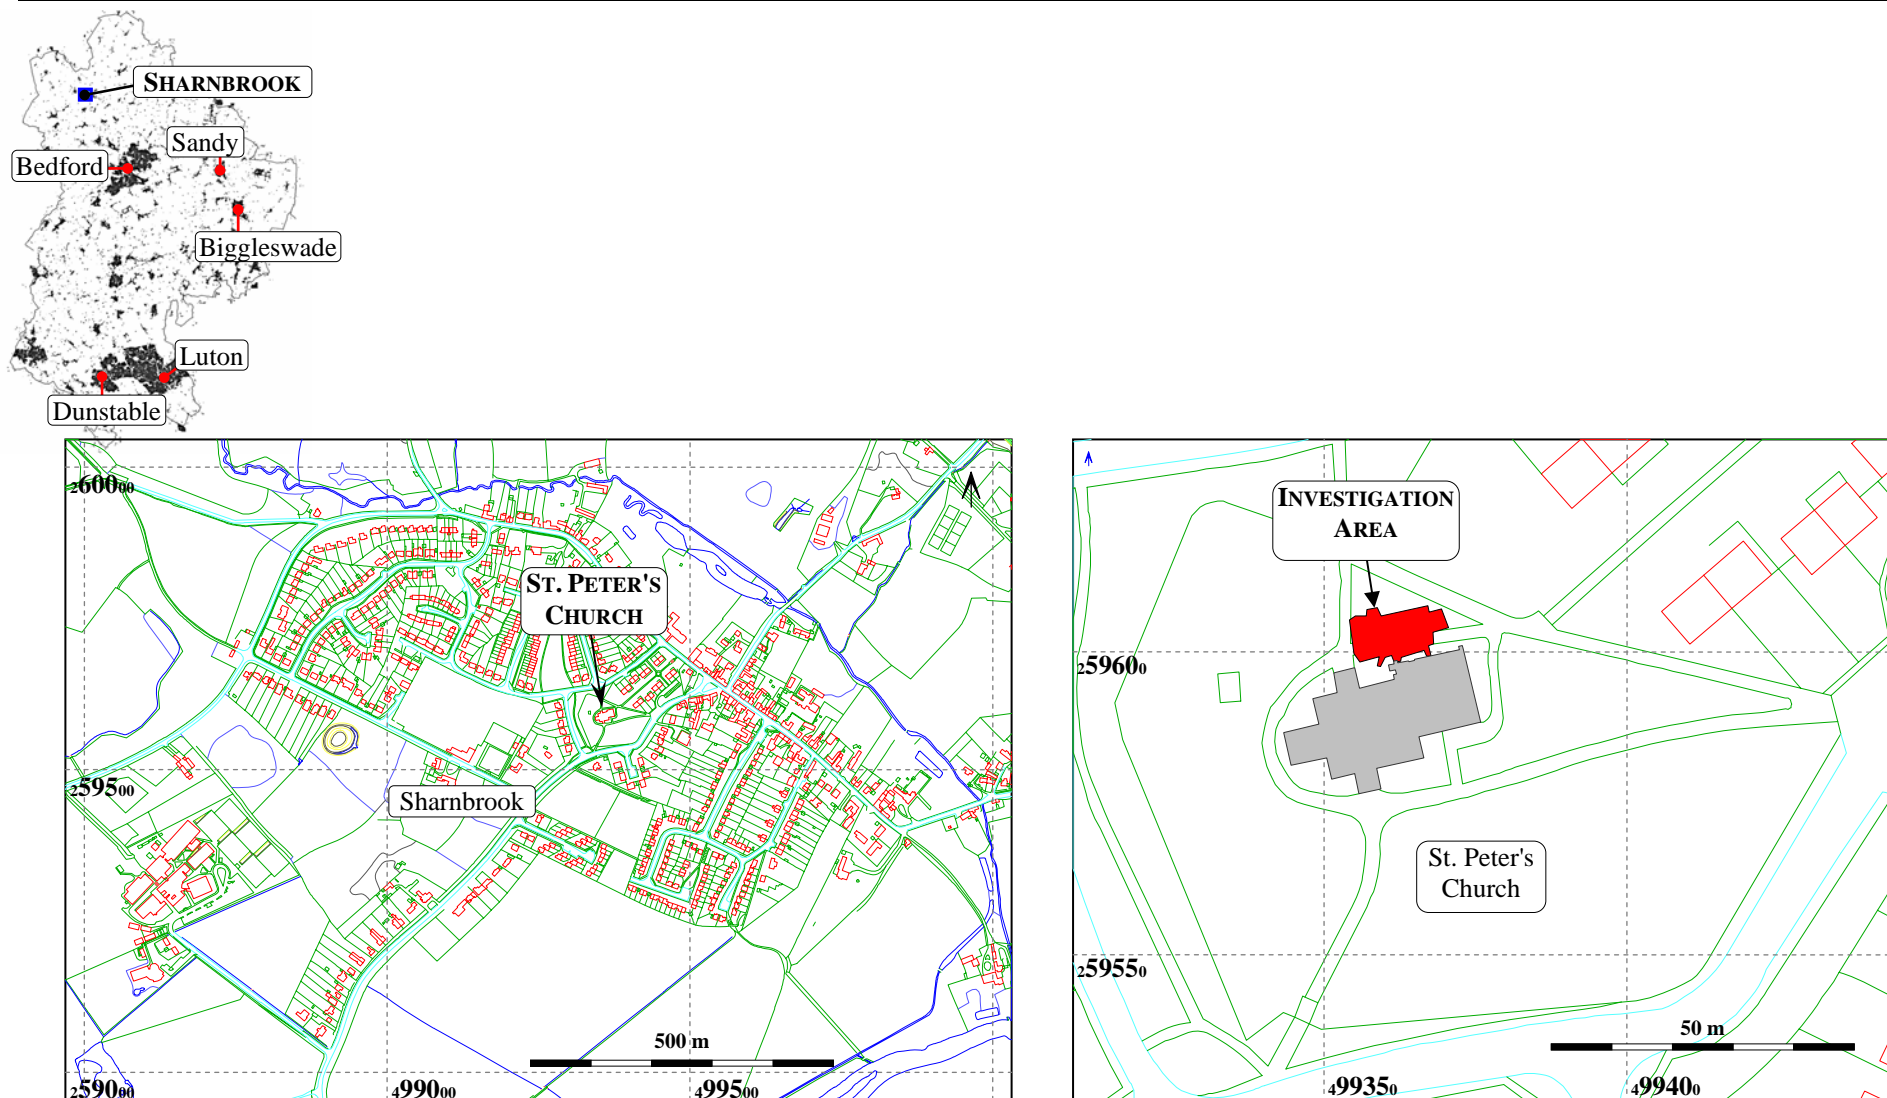 SHARNBROOK
Sandy
Bedford
Biggleswade
Luton
Dunstable
260000
ST. PETER'S
CHURCH
259500
Sharnbrook
500 m
259000
499000
499500
INVESTIGATION
AREA
259600
St. Peter's
Church
259550
50 m
499350
499400